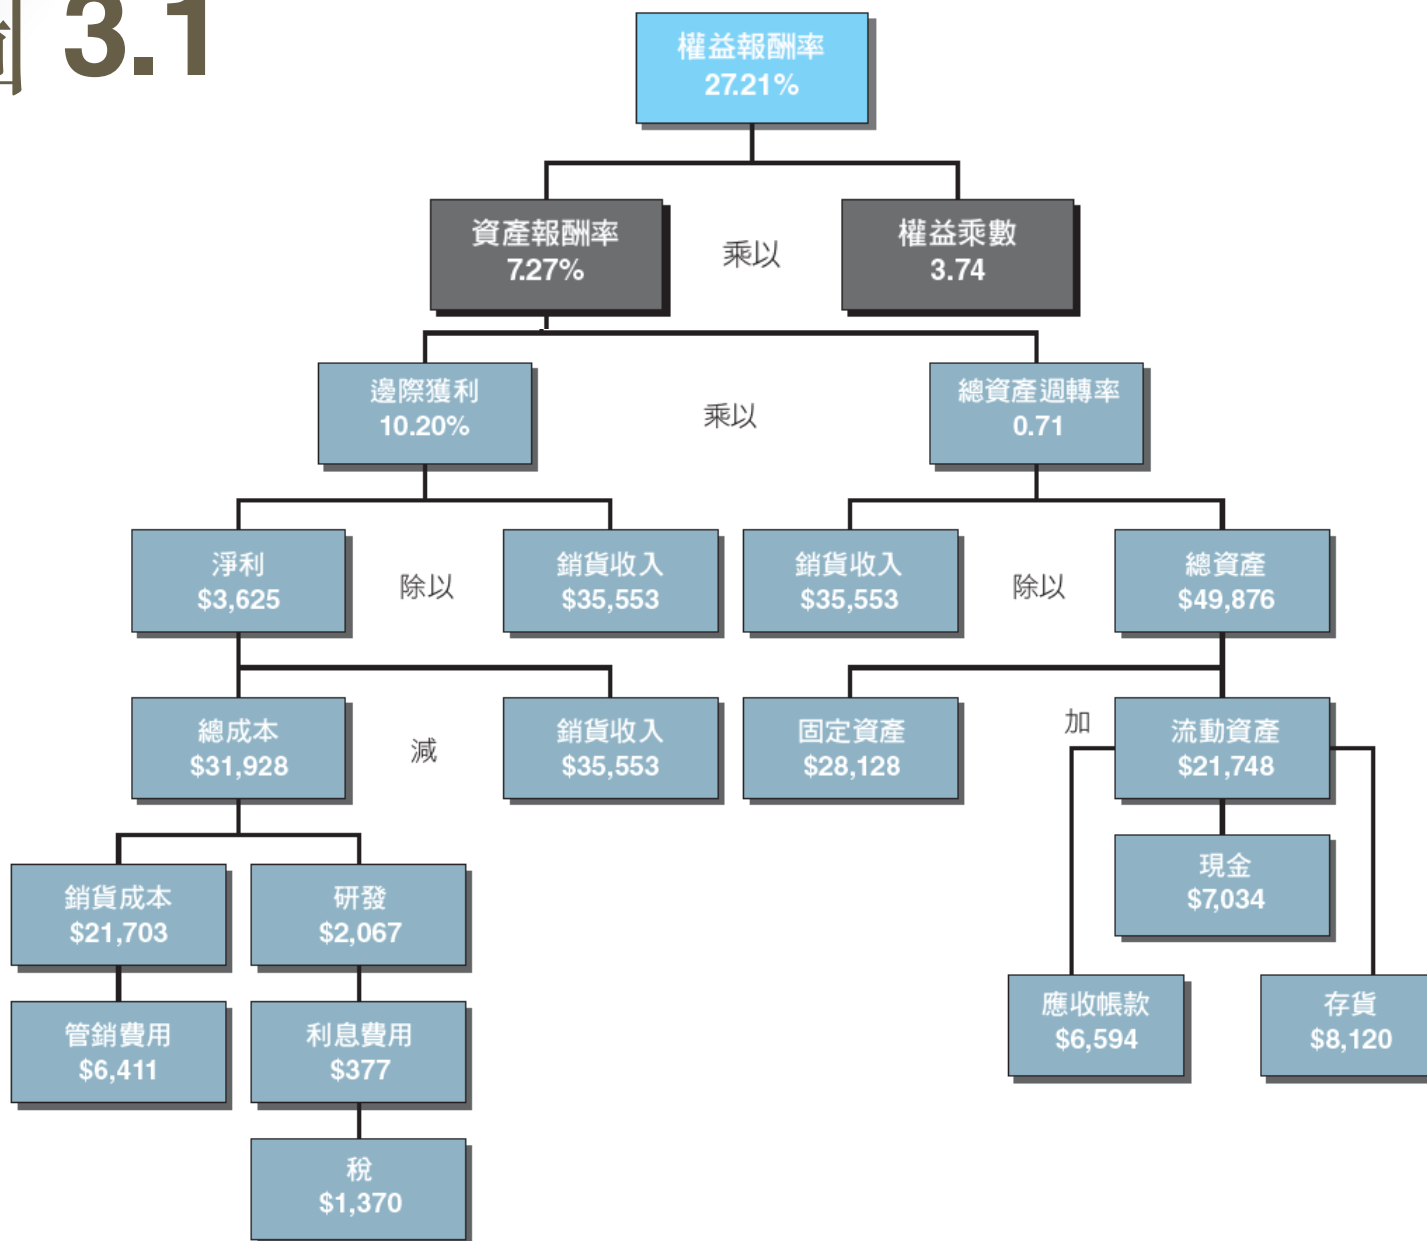 圖 3.1
權益報酬率
27.21%
資產報酬率
7.27%
乘以
權益乘數
3.74
邊際獲利
10.20%
乘以
總資產週轉率
0.71
淨利
$3,625
除以
銷貨收入
$35,553
銷貨收入
$35,553
除以
總資產
$49,876
總成本
$31,928
減
銷貨收入
$35,553
固定資產
$28,128
加
流動資產
$21,748
銷貨成本
$21,703
研發
$2,067
現金
$7,034
管銷費用
$6,411
利息費用
$377
應收帳款
$6,594
存貨
$8,120
稅
$1,370